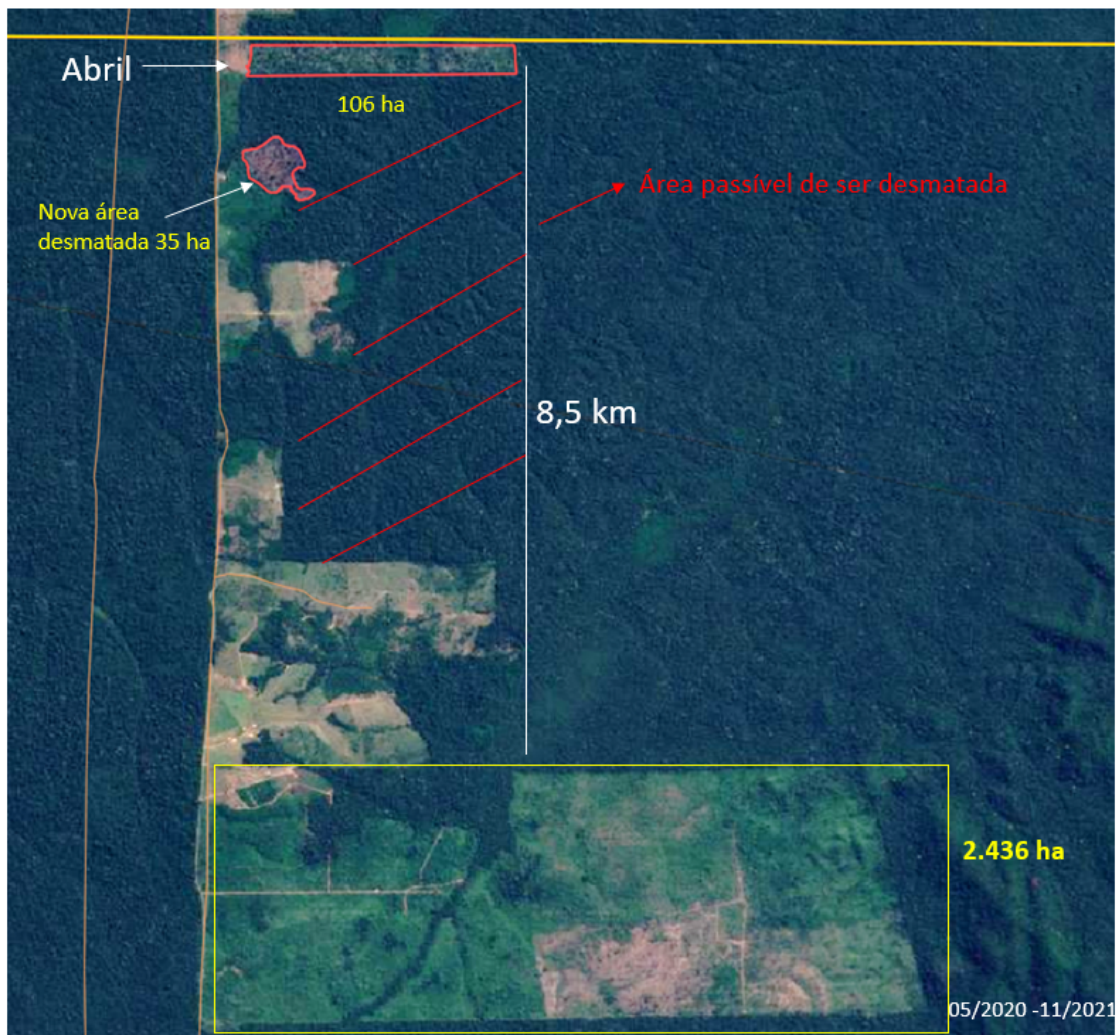 Abril
106 ha
Área passível de ser desmatada
Nova área
desmatada 35 ha
8,5 km
2.436 ha
05/2020 -11/2021